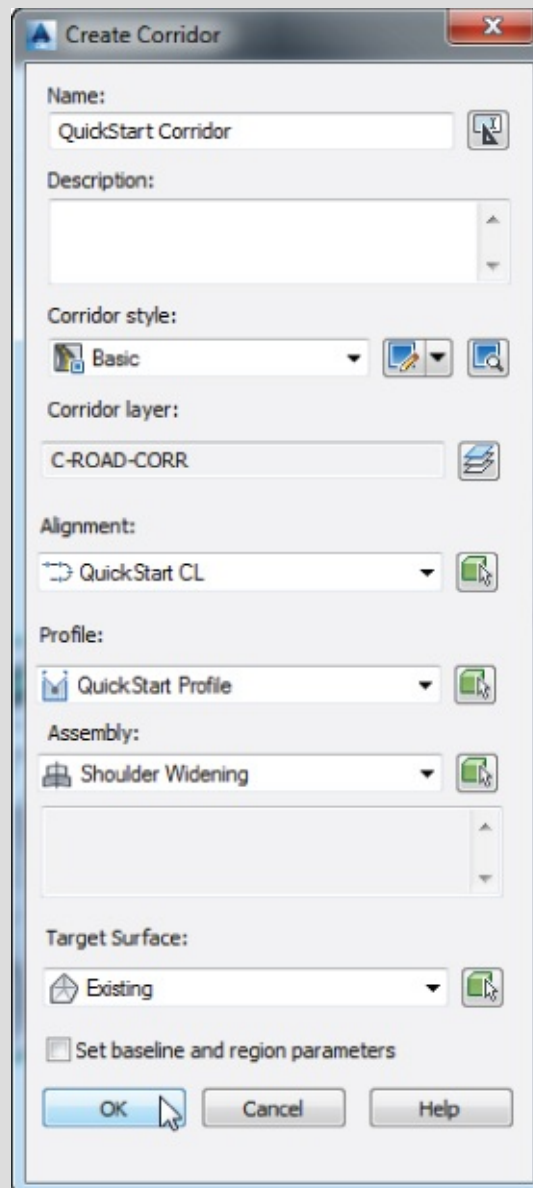 Create Corridor
Name:
QuickStart Corridor
Description:
Corridor style:
Basic
Corridor layer:
C-ROAD-CORR
Alignment:
QuickStart CL
Profile:
QuickStart Profile
Assembly:
Shoulder Widening
Target Surface:
Existing
Set baseline and region parameters
OK Cancel Help